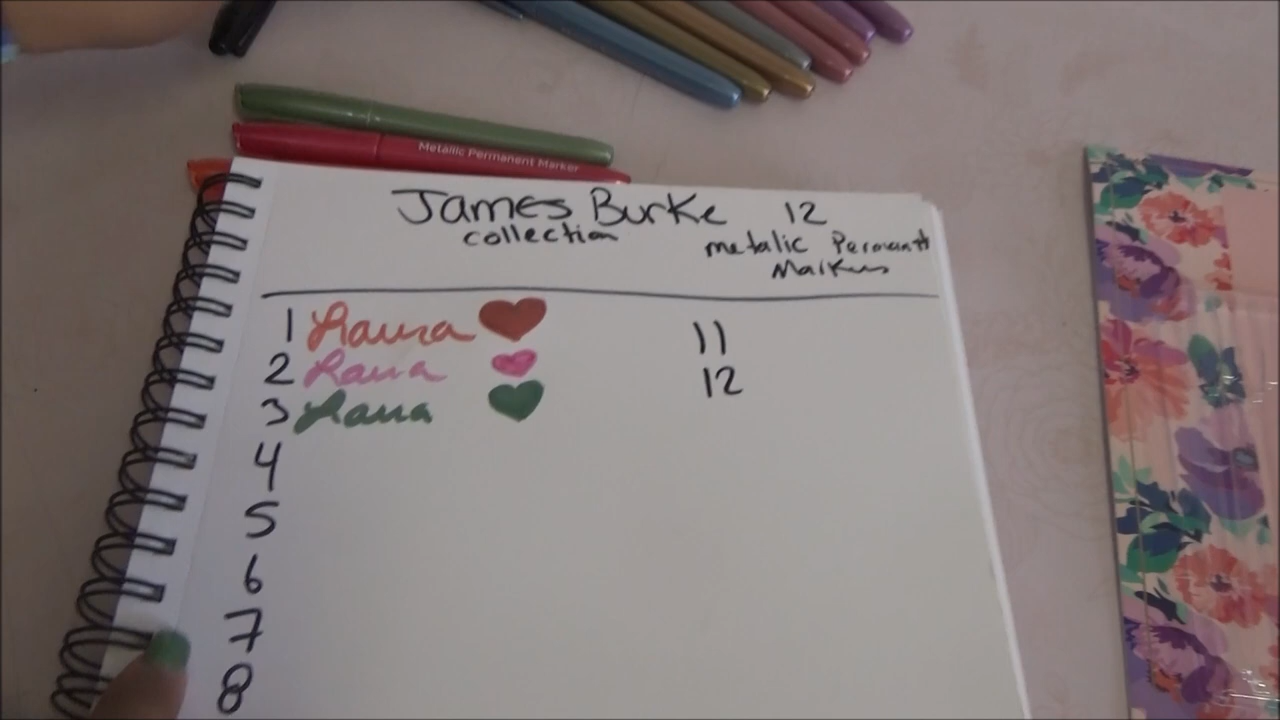 Metallic Permanent Marker
James Burke 12
collection
metalic Permanent
Markers
1 Laura
2 Laura
3 Laura
4
5
6
7
8
11
12